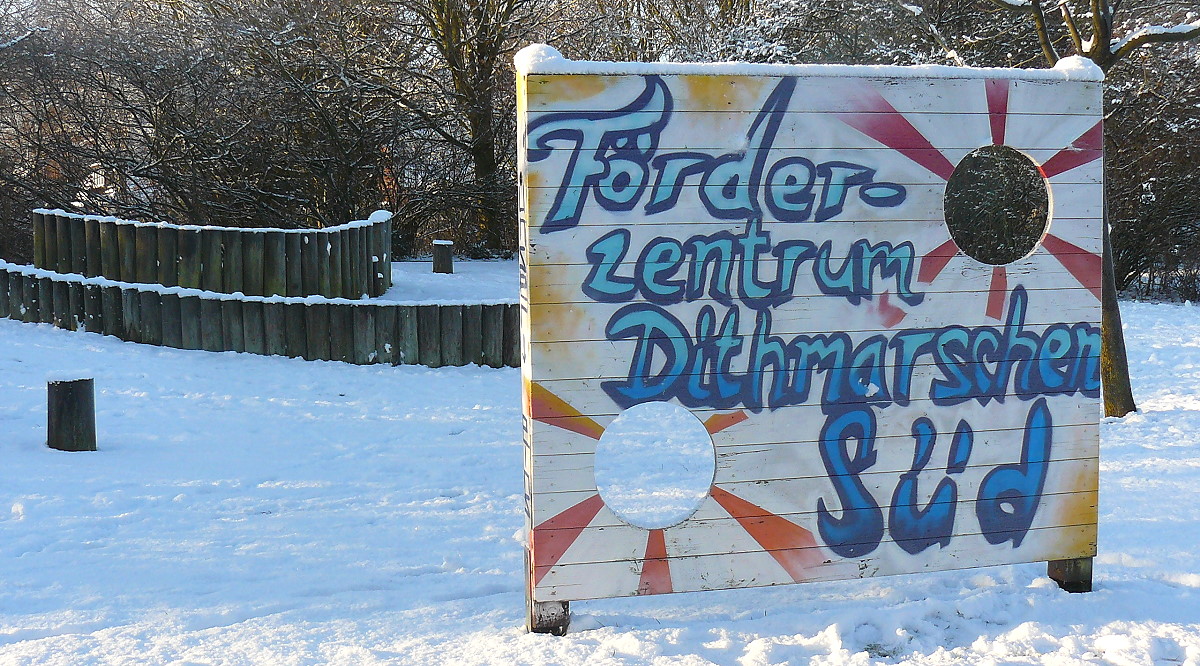 Förder-
zentrum
Dithmarschen
Süd